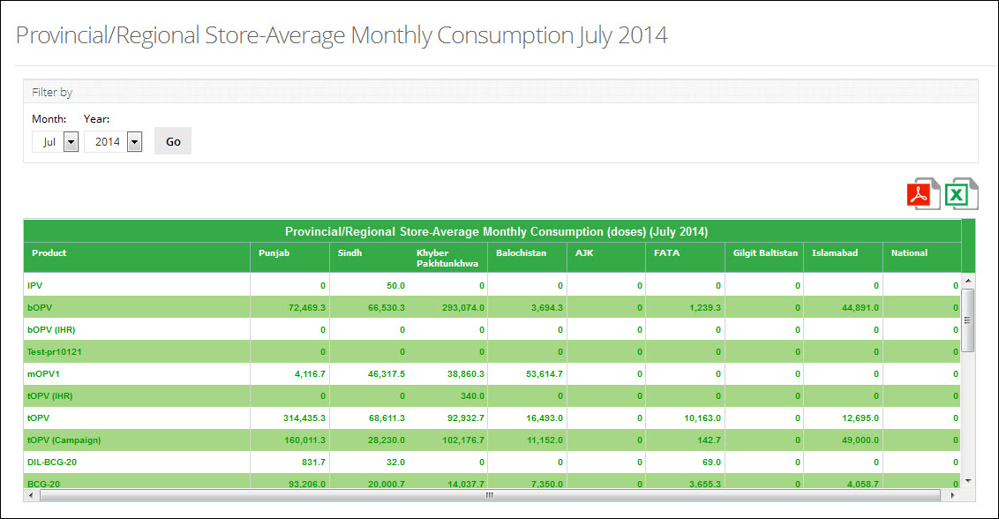 Provincial/Regional Store-Average Monthly Consumption July 2014
Filter by
Month: Year:
Jul 2014 Go
Provincial/Regional Store-Average Monthly Consumption (doses) (July 2014)
Product Punjab Sindh Khyber Pakhtunkhwa Balochistan AJK FATA Gilgit Baltistan Islamabad National
IPV 0 50.0 0 0 0 0 0 0 0
bOPV 72,469.3 66,530.3 293,074.0 3,694.3 0 1,239.3 0 44,891.0 0
bOPV (IHR) 0 0 0 0 0 0 0 0 0
Test-pr10121 0 0 0 0 0 0 0 0 0
mOPV1 4,116.7 46,317.5 38,860.3 53,614.7 0 0 0 0 0
tOPV (IHR) 0 0 340.0 0 0 0 0 0 0
tOPV 314,435.3 68,611.3 92,932.7 16,493.0 0 10,163.0 0 12,695.0 0
tOPV (Campaign) 160,011.3 28,230.0 102,176.7 11,152.0 0 142.7 0 49,000.0 0
DIL-BCG-20 831.7 32.0 0 0 0 69.0 0 0 0
BCG-20 93,206.0 20,000.7 14,037.7 7,350.0 0 3,655.3 0 4,058.7 0